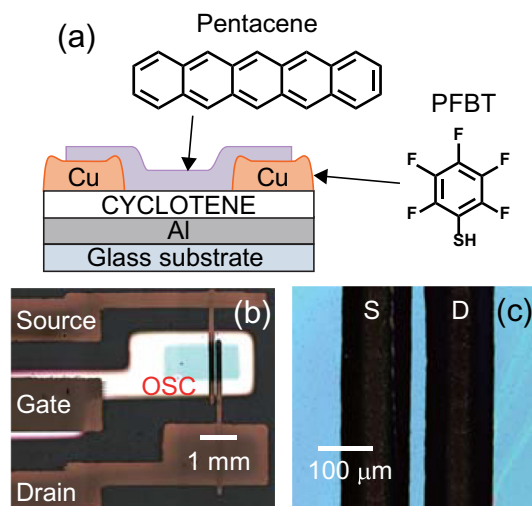 (a)
Pentacene
PFBT
F
F
F
F
F
SH
Cu
Cu
CYCLOTENE
Al
Glass substrate
(b)
Source
OSC
Gate
1 mm
Drain
(c)
S
D
100 μm